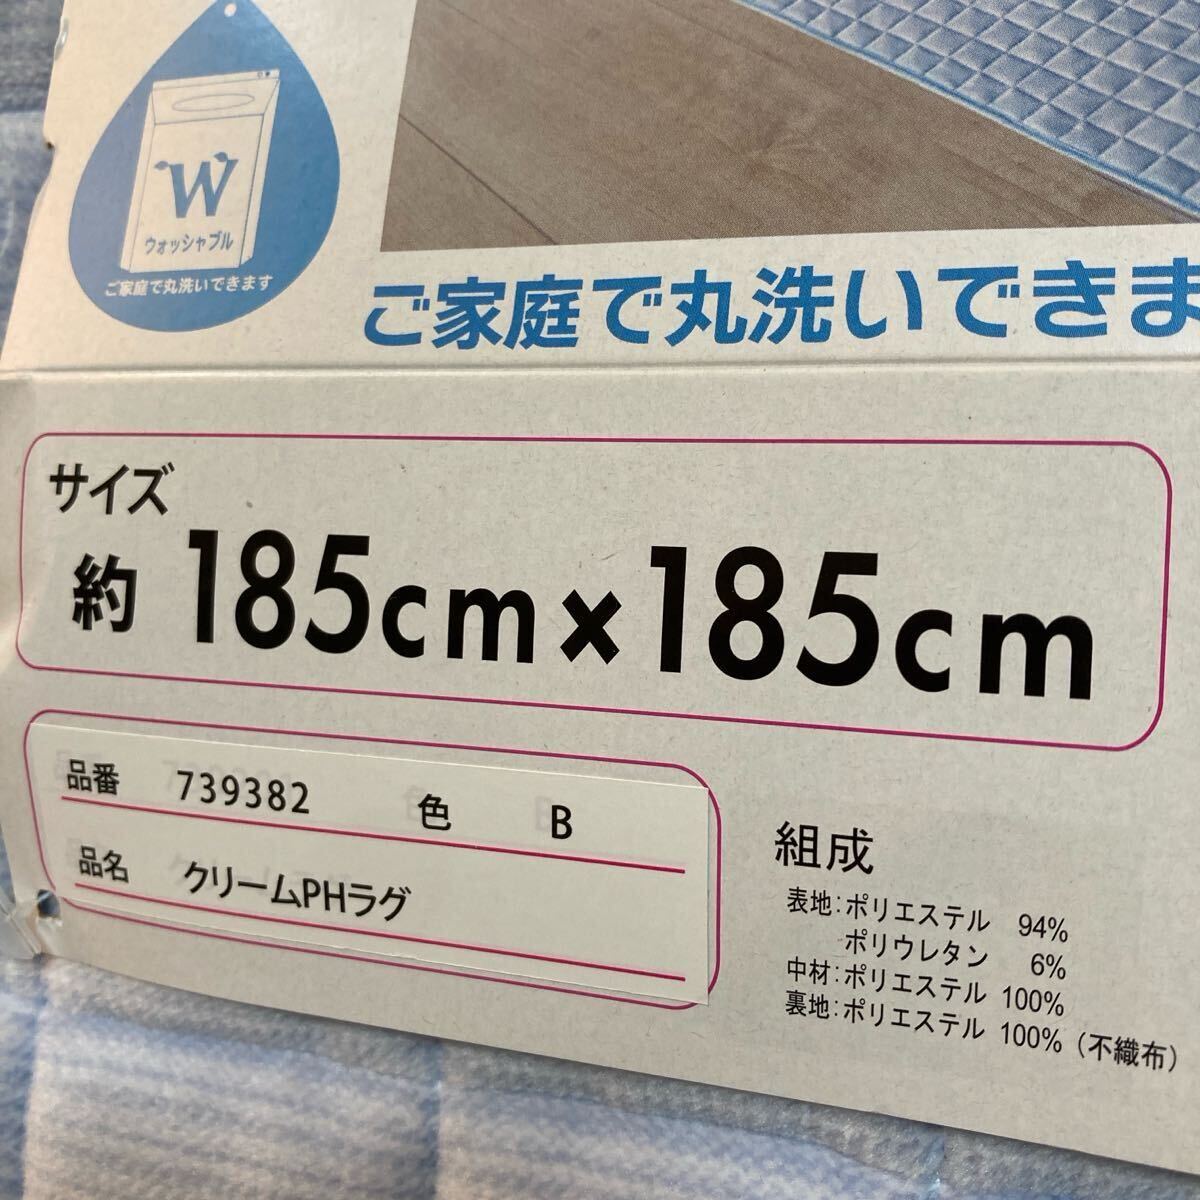 W
ウォッシャブル
ご家庭で丸洗いできます
ご家庭で丸洗いできま
サイズ
約 185cm×185cm
品番 739382 色 B
品名 クリームPHラグ
組成
表地:ポリエステル 94%
ポリウレタン 6%
中材:ポリエステル 100%
裏地:ポリエステル 100%(不織布)